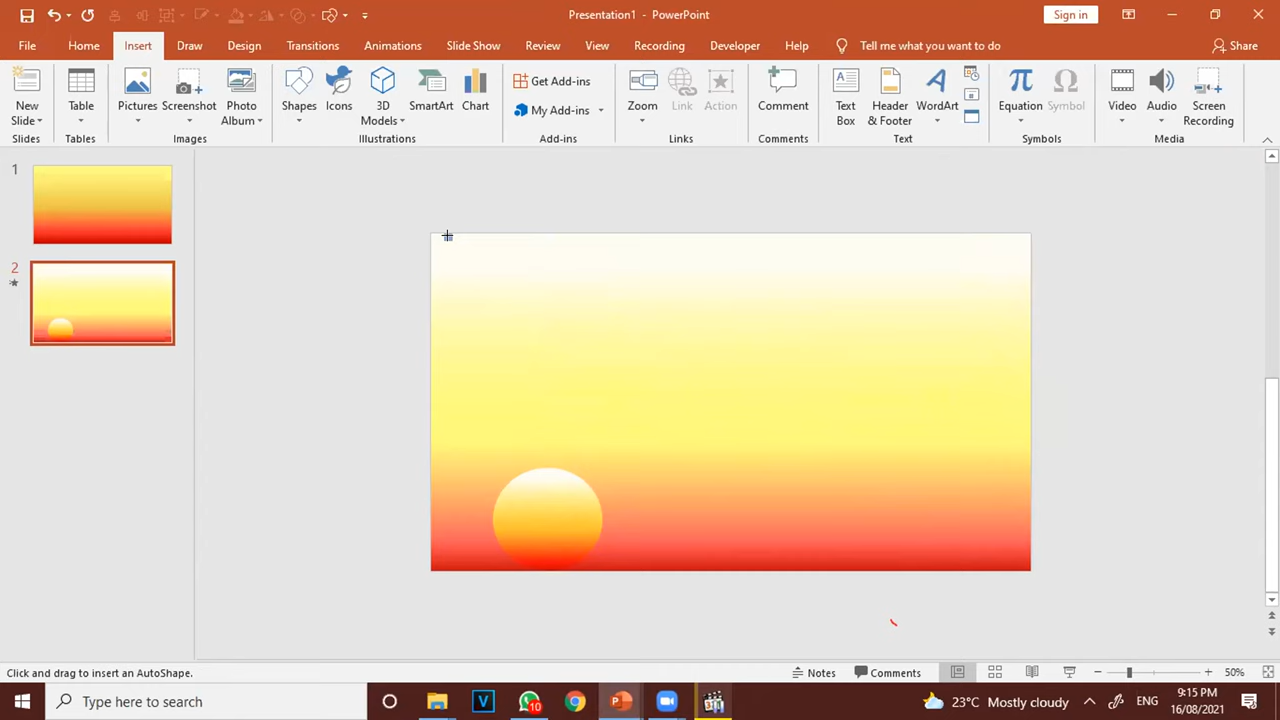 Presentation1 - PowerPoint
Sign in
File Home Insert Draw Design Transitions Animations Slide Show Review View Recording Developer Help Tell me what you want to do Share
New Slide
Table
Pictures
Screenshot
Photo Album
Shapes
Icons
3D Models
SmartArt
Chart
Get Add-ins
My Add-ins
Zoom
Link
Action
Comment
Text Box
Header & Footer
WordArt
Equation
Symbol
Video
Audio
Screen Recording
Slides Tables Images Illustrations Add-ins Links Comments Text Symbols Media
1
2
Click and drag to insert an AutoShape.
Notes Comments 50%
Type here to search
10
23°C Mostly cloudy
ENG
9:15 PM
16/08/2021